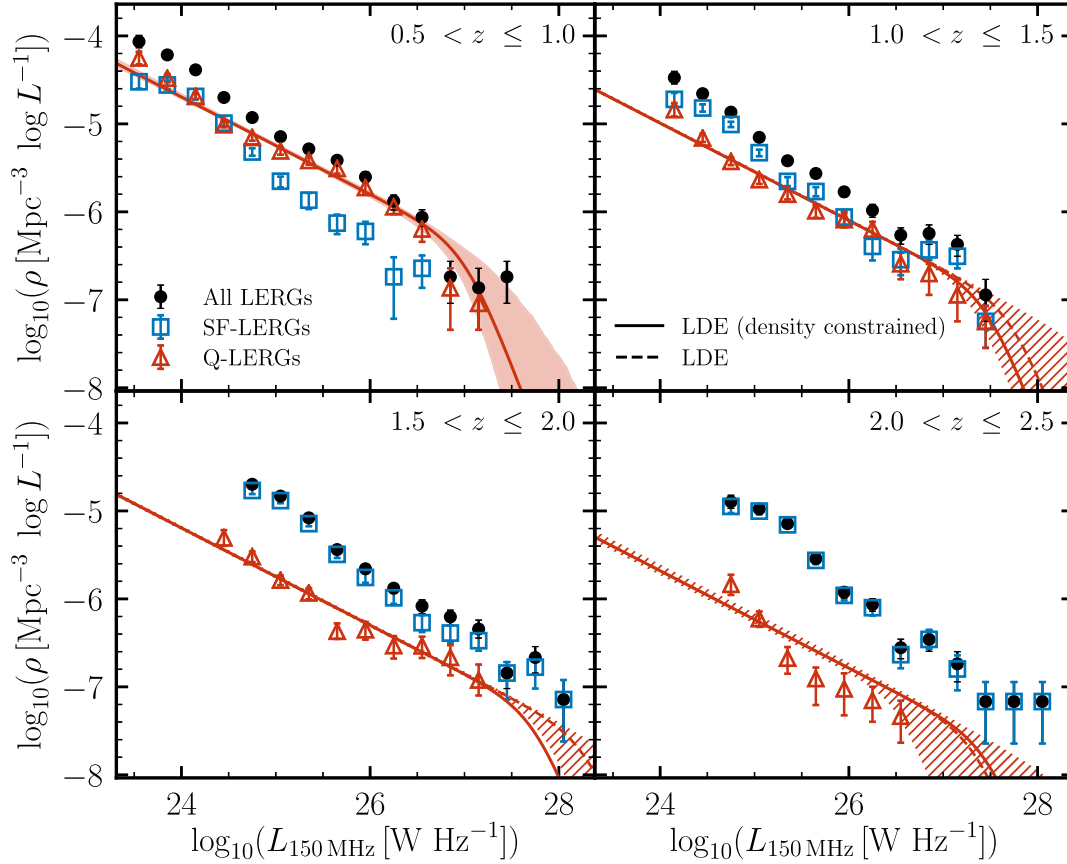 0.5 < z ≤ 1.0
1.0 < z ≤ 1.5
−4
−5
−6
−7
−8
log₁₀(ρ [Mpc⁻³ log L⁻¹])
All LERGs
SF-LERGs
Q-LERGs
LDE (density constrained)
LDE
1.5 < z ≤ 2.0
2.0 < z ≤ 2.5
−4
−5
−6
−7
−8
log₁₀(ρ [Mpc⁻³ log L⁻¹])
24 26 28
24 26 28
log₁₀(L₁₅₀ MHz [W Hz⁻¹])
log₁₀(L₁₅₀ MHz [W Hz⁻¹])